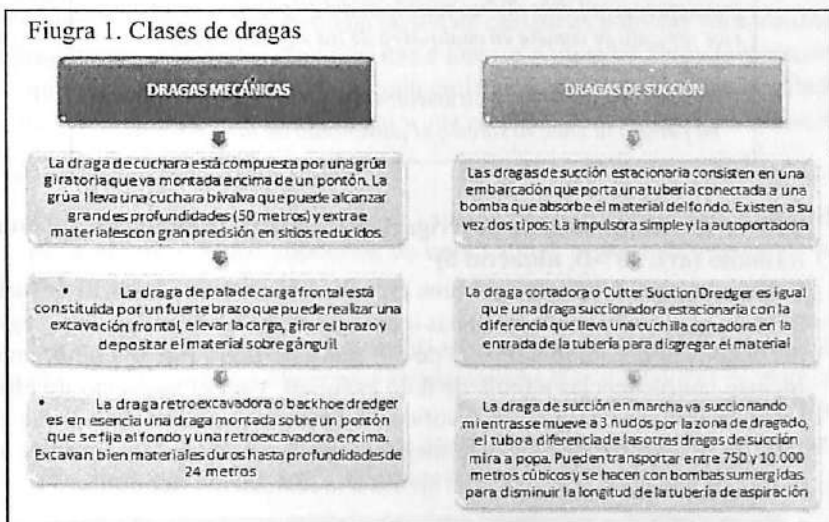 Fiugra 1. Clases de dragas
DRAGAS MECÁNICAS
La draga de cuchara está compuesta por una grúa
giratoria que va montada encima de un pontón. La
grúa lleva una cuchara bivalva que puede alcanzar
grandes profundidades (50 metros) y extrae
materiales con gran precisión en sitios reducidos.
• La draga de pala de carga frontal está
constituida por un fuerte brazo que puede realizar una
excavación frontal, elevar la carga, girar el brazo y
depositar el material sobre gánguil
• La draga retroexcavadora o backhoe dredger
es en esencia una draga montada sobre un pontón
que se fija al fondo y una retroexcavadora encima.
Excavan bien materiales duros hasta profundidades de
24 metros
DRAGAS DE SUCCIÓN
Las dragas de succión estacionaria consisten en una
embarcación que porta una tubería conectada a una
bomba que absorbe el material del fondo. Existen a su
vez dos tipos: La impulsora simple y la autoportadora
La draga cortadora o Cutter Suction Dredger es igual
que una draga succionadora estacionaria con la
diferencia que lleva una cuchilla cortadora en la
entrada de la tubería para disgregar el material
La draga de succión en marcha va succionando
mientras se mueve a 3 nudos por la zona de dragado,
el tubo a diferencia de las otras dragas de succión
mira a popa. Pueden transportar entre 750 y 10.000
metros cúbicos y se hacen con bombas sumergidas
para disminuir la longitud de la tubería de aspiración